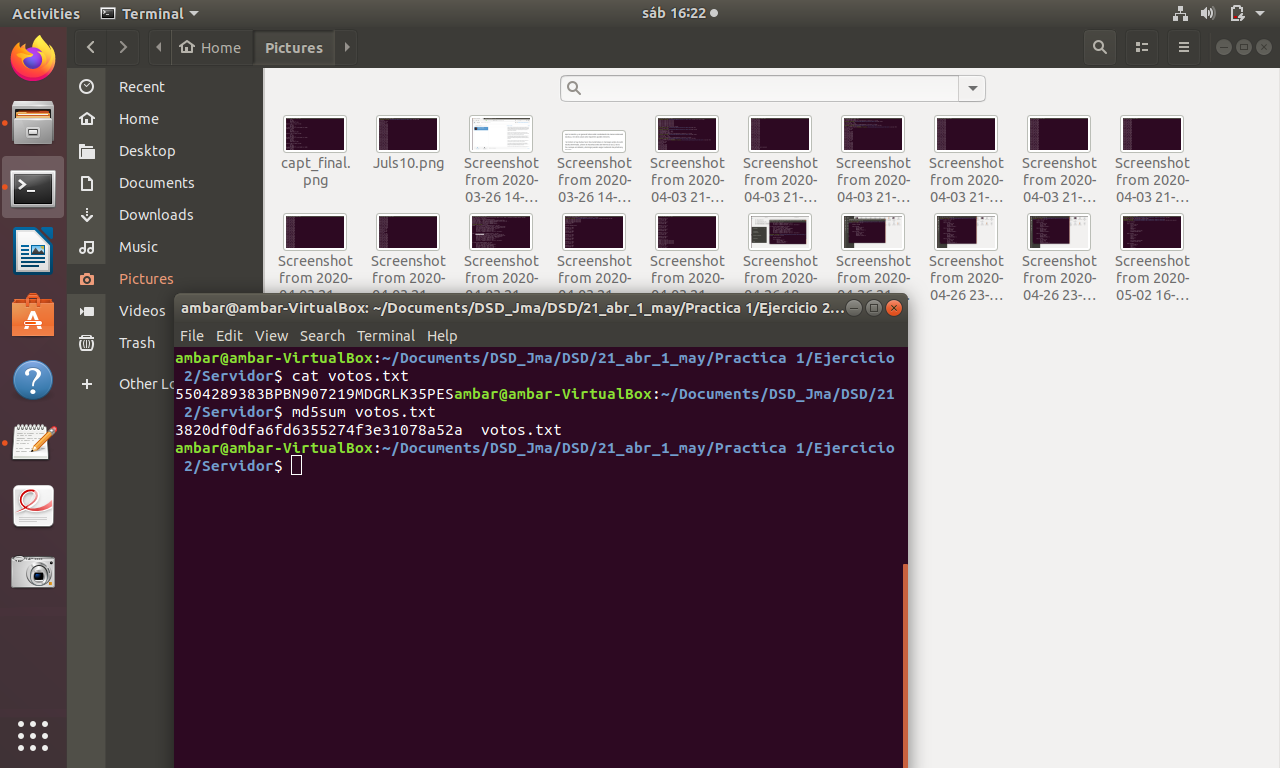 Activities Terminal sáb 16:22
Home Pictures
Recent
Home
Desktop
Documents
Downloads
Music
Pictures
Videos
Trash
Other Lo
capt_final. Juls10.png Screenshot Screenshot Screenshot Screenshot Screenshot Screenshot Screenshot Screenshot
png from 2020- from 2020- from 2020- from 2020- from 2020- from 2020- from 2020- from 2020-
03-26 14-... 03-26 14-... 04-03 21-... 04-03 21-... 04-03 21-... 04-03 21-... 04-03 21-... 04-03 21-...
Screenshot Screenshot Screenshot Screenshot Screenshot Screenshot Screenshot Screenshot Screenshot Screenshot
from 2020- from 2020- from 2020- from 2020- from 2020- from 2020- from 2020- from 2020- from 2020- from 2020-
04-26 23-... 04-26 23-... 05-02 16-...
ambar@ambar-VirtualBox: ~/Documents/DSD_Jma/DSD/21_abr_1_may/Practica 1/Ejercicio 2...
File Edit View Search Terminal Help
ambar@ambar-VirtualBox:~/Documents/DSD_Jma/DSD/21_abr_1_may/Practica 1/Ejercicio
2/Servidor$ cat votos.txt
5504289383BPBN907219MDGRLK35PESambar@ambar-VirtualBox:~/Documents/DSD_Jma/DSD/21
2/Servidor$ md5sum votos.txt
3820df0dfa6fd6355274f3e31078a52a  votos.txt
ambar@ambar-VirtualBox:~/Documents/DSD_Jma/DSD/21_abr_1_may/Practica 1/Ejercicio
2/Servidor$